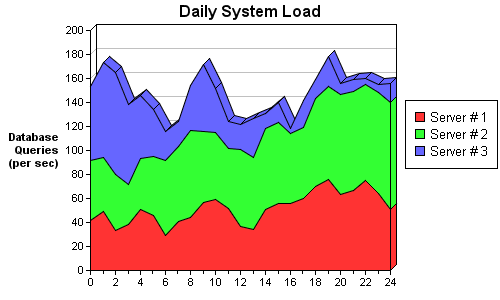 Daily System Load
200
180
160
140
120
100
80
60
40
20
0
Database
Queries
(per sec)
0 2 4 6 8 10 12 14 16 18 20 22 24
Server #1
Server #2
Server #3